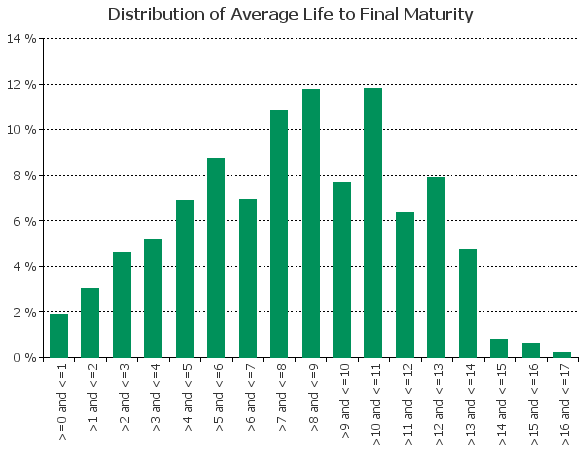 Distribution of Average Life to Final Maturity
14 %
12 %
10 %
8 %
6 %
4 %
2 %
0 %
>=0 and <=1
>1 and <=2
>2 and <=3
>3 and <=4
>4 and <=5
>5 and <=6
>6 and <=7
>7 and <=8
>8 and <=9
>9 and <=10
>10 and <=11
>11 and <=12
>12 and <=13
>13 and <=14
>14 and <=15
>15 and <=16
>16 and <=17